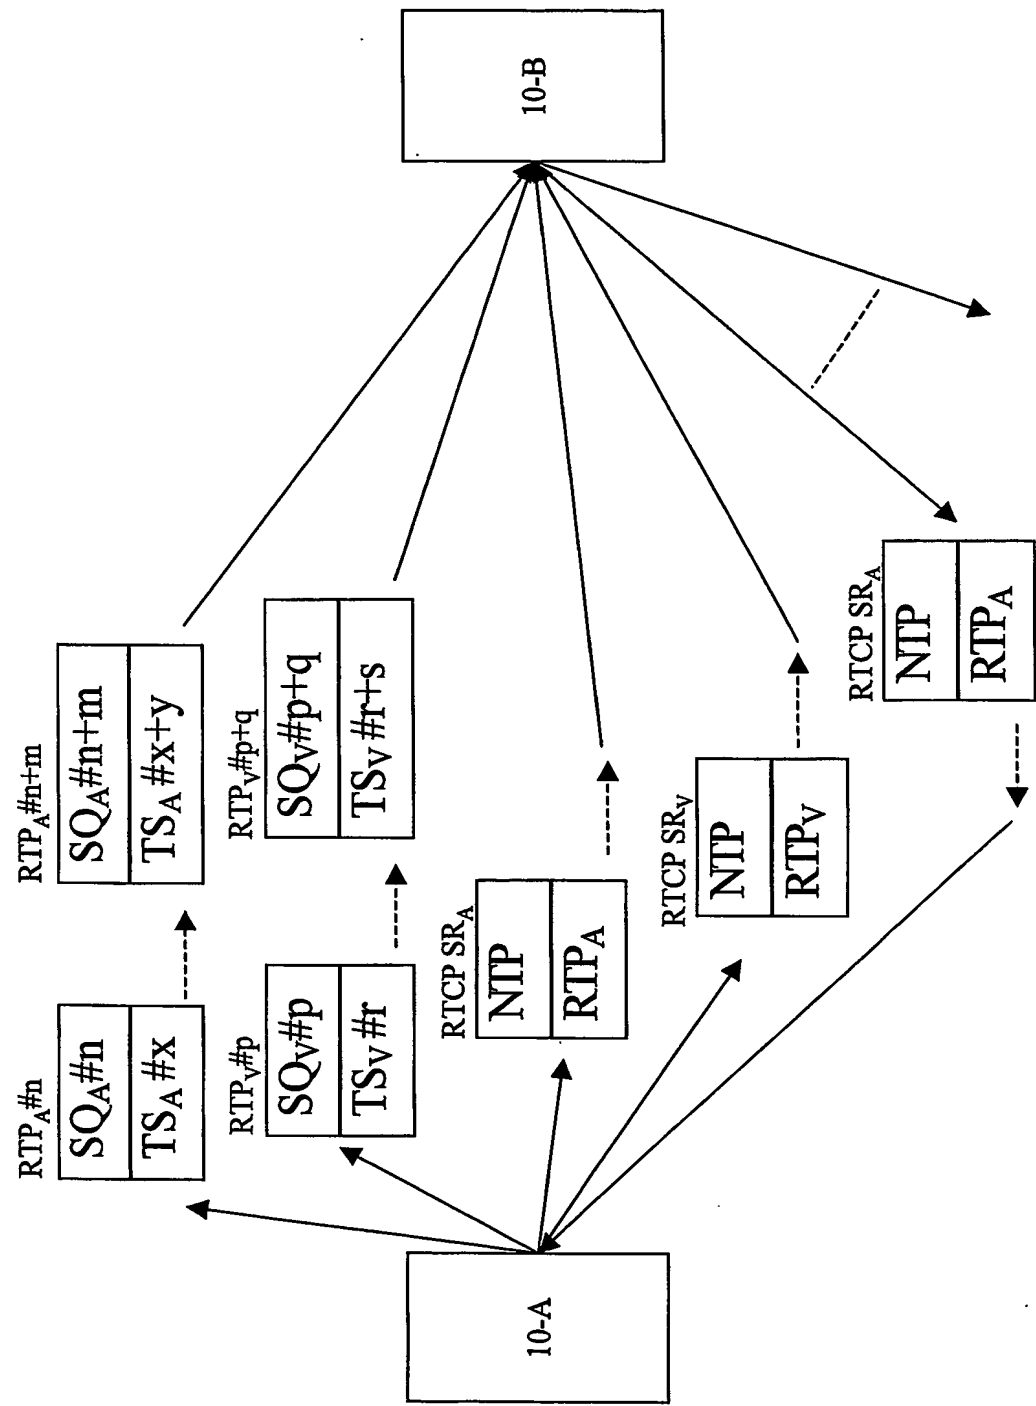 10-A
RTP_A#n
SQ_A#n
TS_A#x
RTP_A#n+m
SQ_A#n+m
TS_A#x+y
RTP_V#p
SQ_V#p
TS_V#r
RTP_V#p+q
SQ_V#p+q
TS_V#r+s
RTCP SR_A
NTP
RTP_A
RTCP SR_V
NTP
RTP_V
RTCP SR_A
NTP
RTP_A
10-B